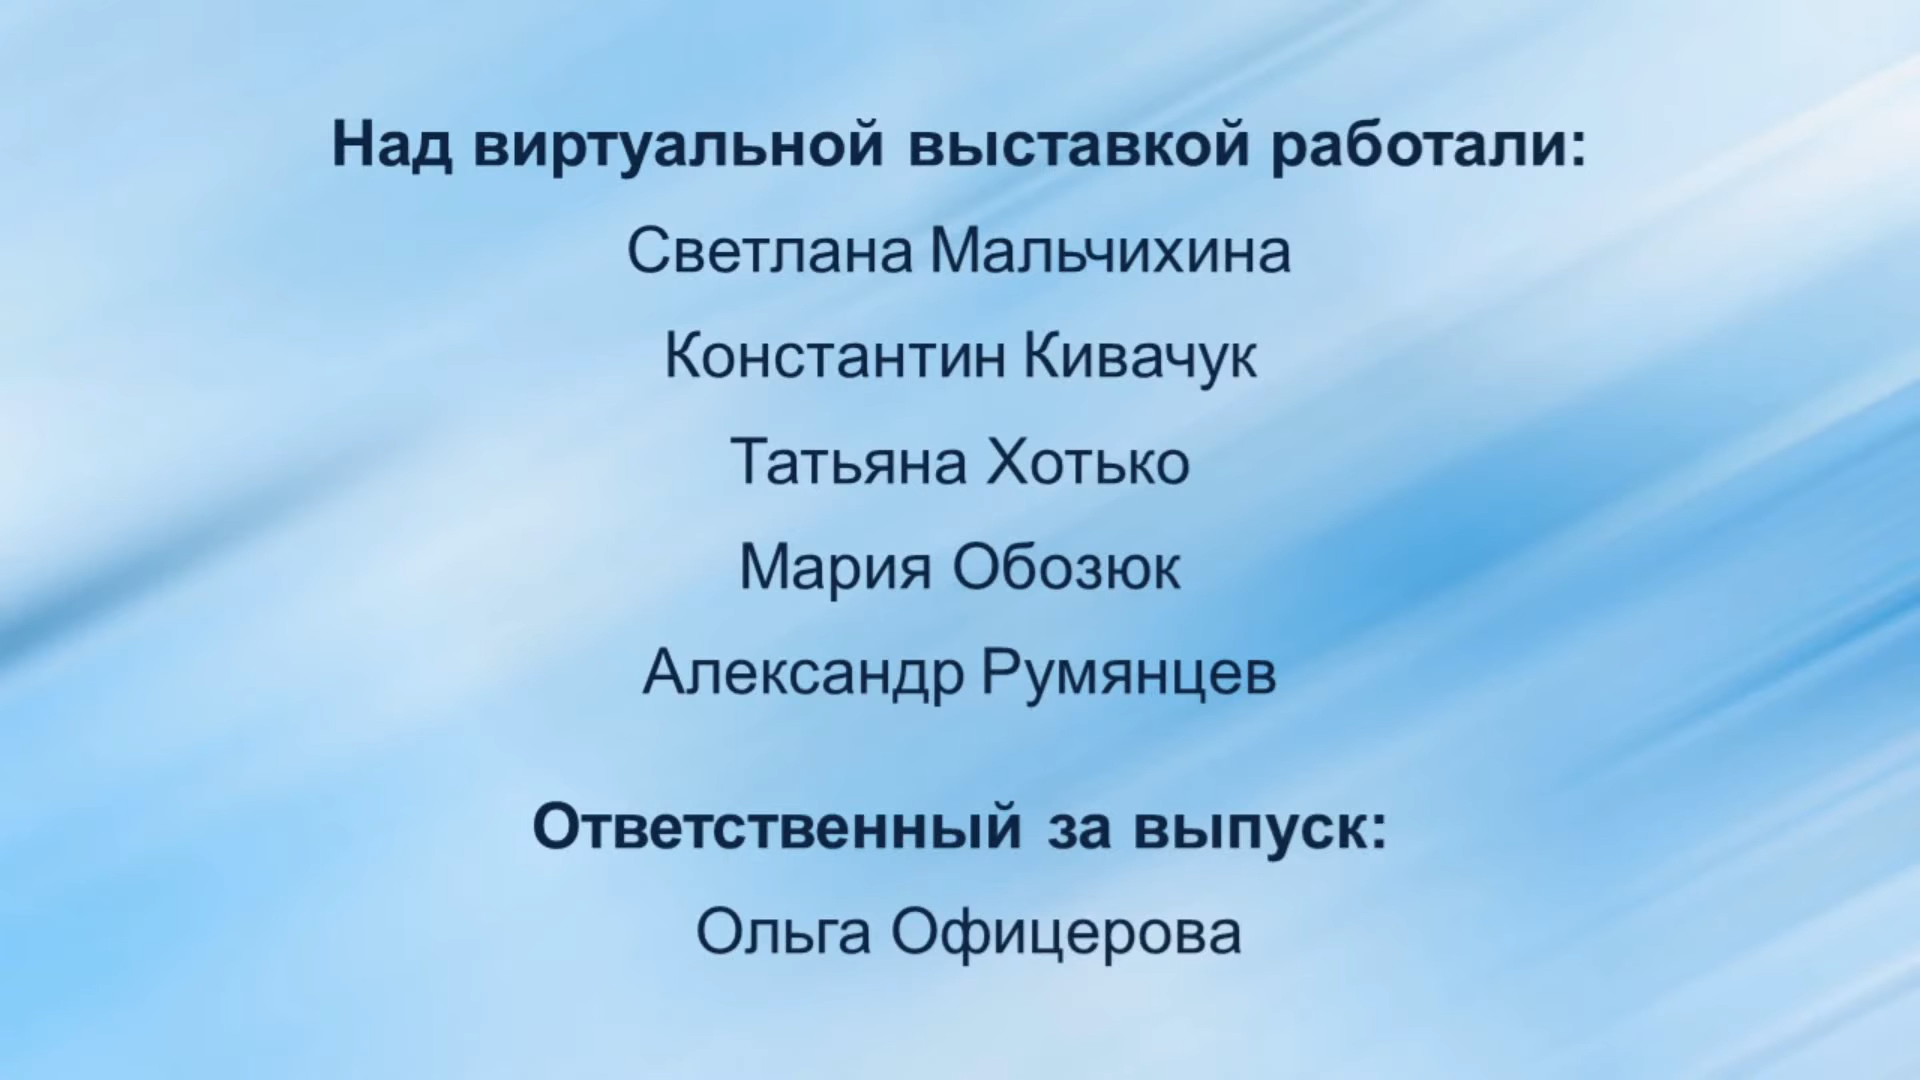 Над виртуальной выставкой работали:
Светлана Мальчихина
Константин Кивачук
Татьяна Хотько
Мария Обозюк
Александр Румянцев
Ответственный за выпуск:
Ольга Офицерова